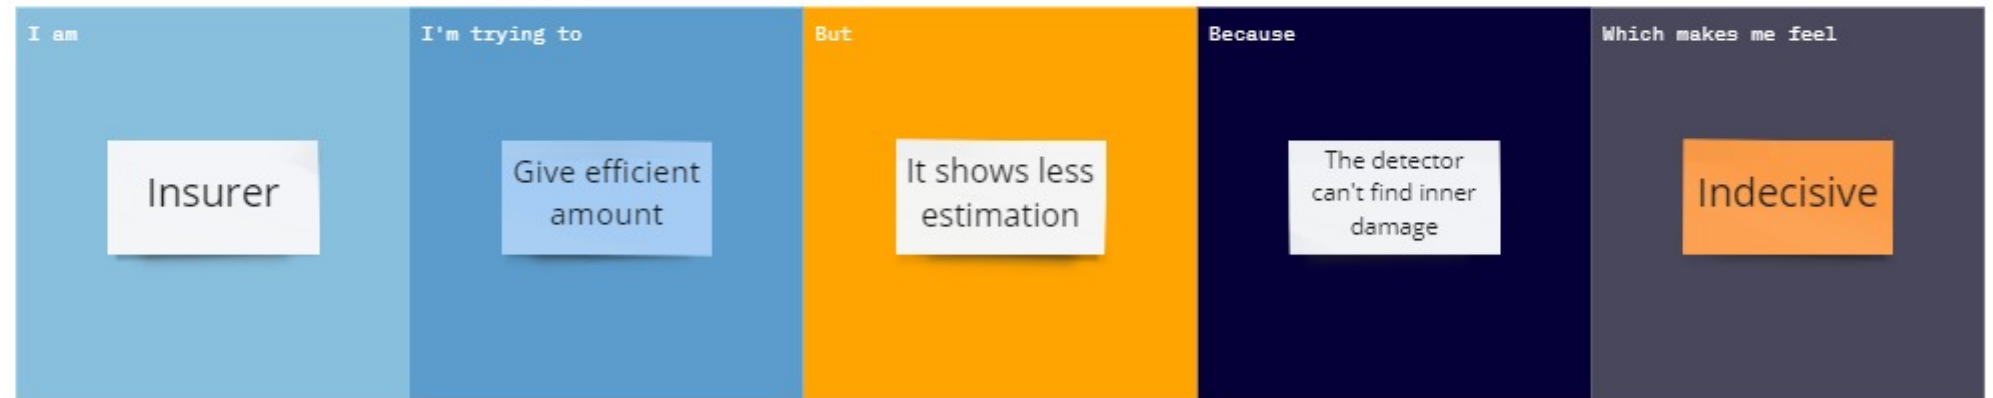 I am
Insurer
I'm trying to
Give efficient
amount
But
It shows less
estimation
Because
The detector
can't find inner
damage
Which makes me feel
Indecisive